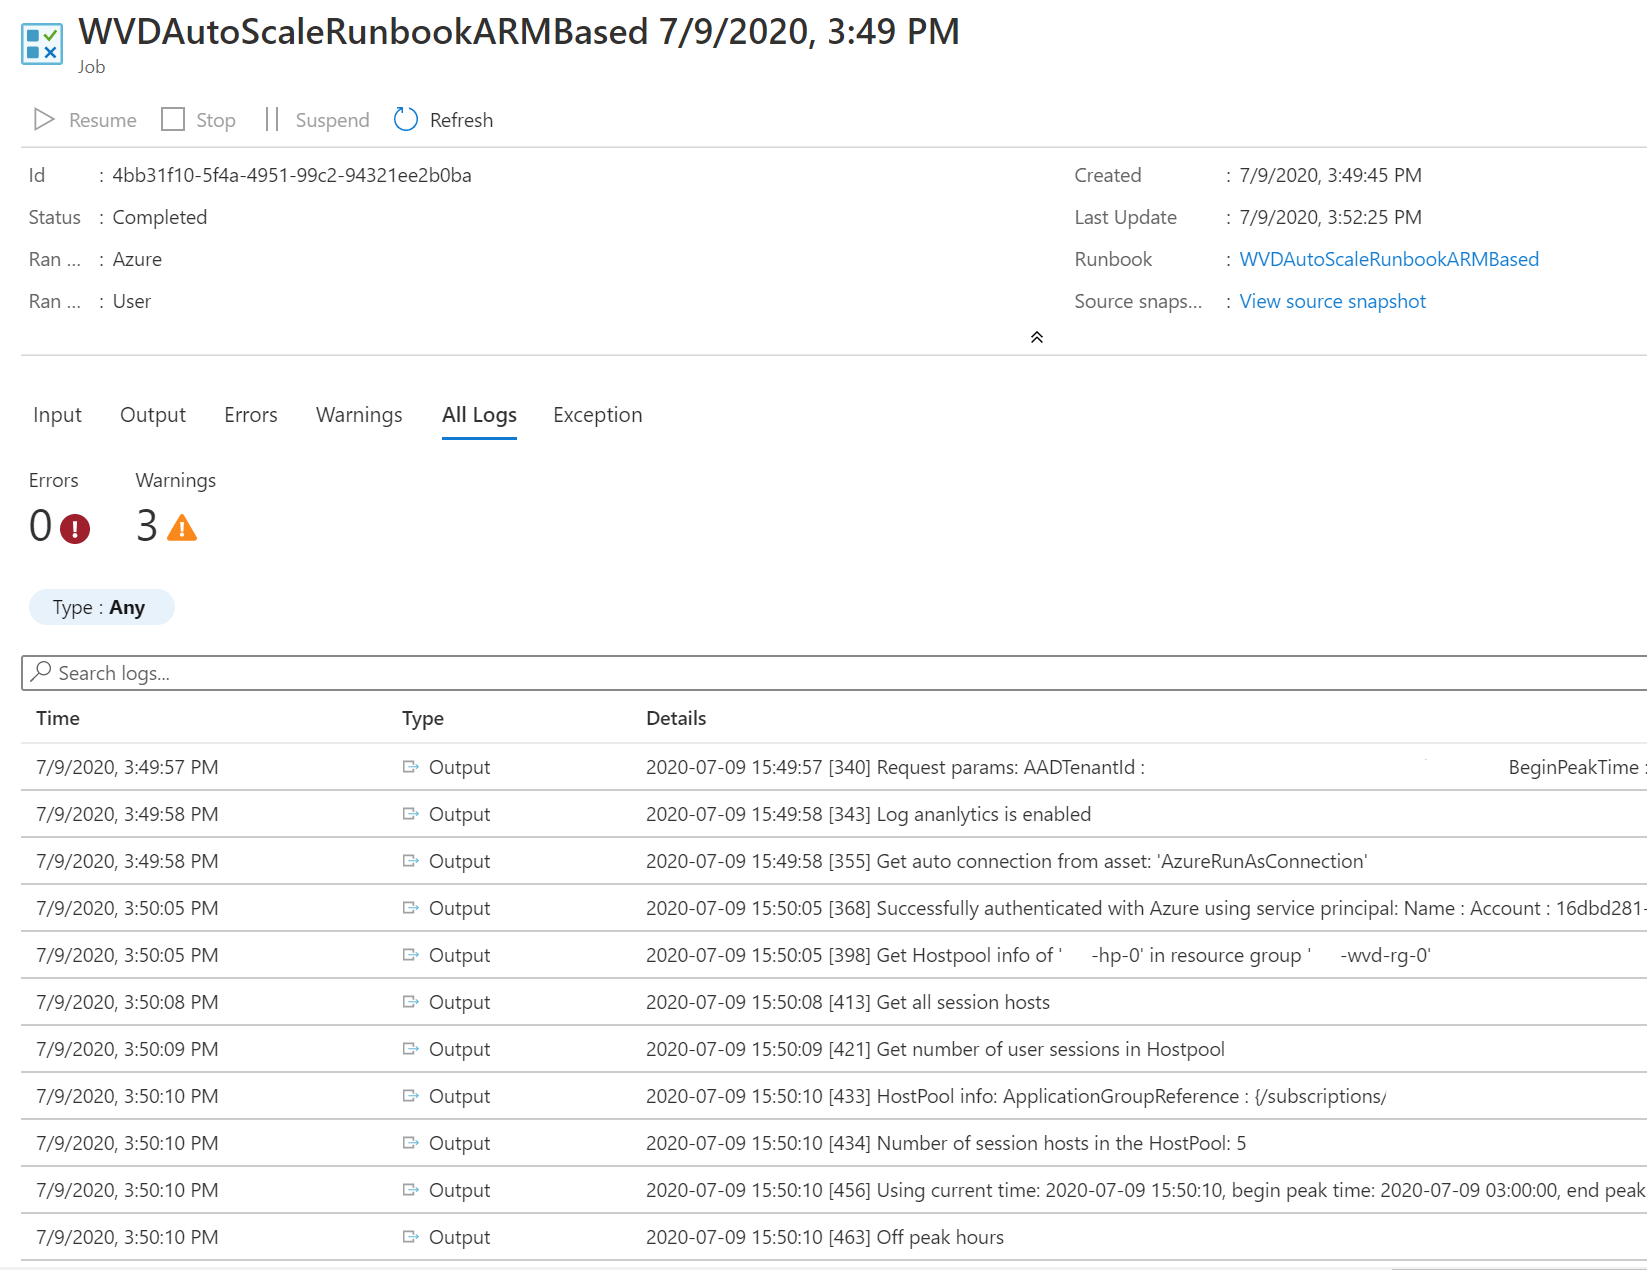 WVDAutoScaleRunbookARMBased 7/9/2020, 3:49 PM
Job
Resume Stop Suspend Refresh
Id : 4bb31f10-5f4a-4951-99c2-94321ee2b0ba Created : 7/9/2020, 3:49:45 PM
Status : Completed Last Update : 7/9/2020, 3:52:25 PM
Ran ... : Azure Runbook : WVDAutoScaleRunbookARMBased
Ran ... : User Source snaps... : View source snapshot
Input Output Errors Warnings All Logs Exception
Errors Warnings
0 3
Type : Any
Search logs...
Time Type Details
7/9/2020, 3:49:57 PM Output 2020-07-09 15:49:57 [340] Request params: AADTenantId : BeginPeakTime :
7/9/2020, 3:49:58 PM Output 2020-07-09 15:49:58 [343] Log ananlytics is enabled
7/9/2020, 3:49:58 PM Output 2020-07-09 15:49:58 [355] Get auto connection from asset: 'AzureRunAsConnection'
7/9/2020, 3:50:05 PM Output 2020-07-09 15:50:05 [368] Successfully authenticated with Azure using service principal: Name : Account : 16dbd281-
7/9/2020, 3:50:05 PM Output 2020-07-09 15:50:05 [398] Get Hostpool info of ' -hp-0' in resource group ' -wvd-rg-0'
7/9/2020, 3:50:08 PM Output 2020-07-09 15:50:08 [413] Get all session hosts
7/9/2020, 3:50:09 PM Output 2020-07-09 15:50:09 [421] Get number of user sessions in Hostpool
7/9/2020, 3:50:10 PM Output 2020-07-09 15:50:10 [433] HostPool info: ApplicationGroupReference : {/subscriptions/
7/9/2020, 3:50:10 PM Output 2020-07-09 15:50:10 [434] Number of session hosts in the HostPool: 5
7/9/2020, 3:50:10 PM Output 2020-07-09 15:50:10 [456] Using current time: 2020-07-09 15:50:10, begin peak time: 2020-07-09 03:00:00, end peak
7/9/2020, 3:50:10 PM Output 2020-07-09 15:50:10 [463] Off peak hours